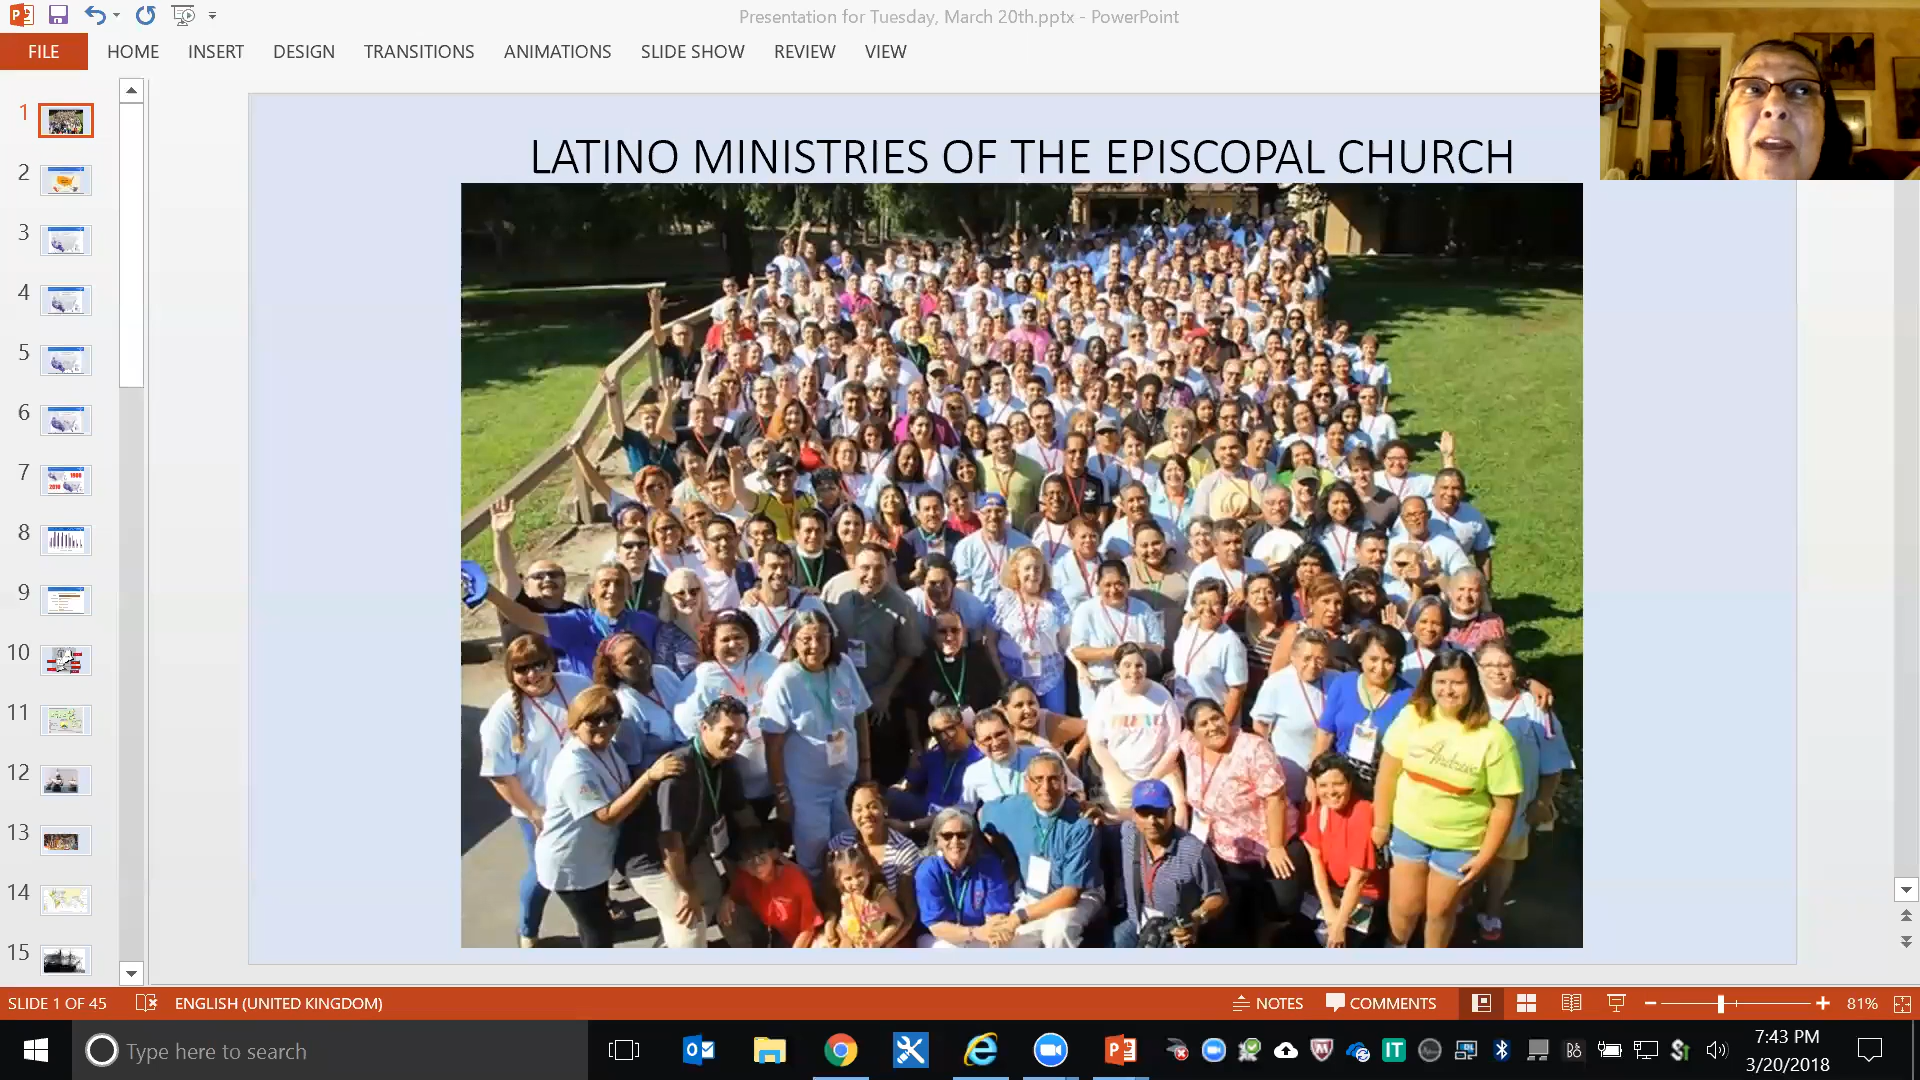 Presentation for Tuesday, March 20th.pptx - PowerPoint
FILE HOME INSERT DESIGN TRANSITIONS ANIMATIONS SLIDE SHOW REVIEW VIEW
LATINO MINISTRIES OF THE EPISCOPAL CHURCH
1
2
3
4
5
6
7
8
9
10
11
12
13
14
15
SLIDE 1 OF 45 ENGLISH (UNITED KINGDOM) NOTES COMMENTS 81%
Type here to search
IT
7:43 PM
3/20/2018